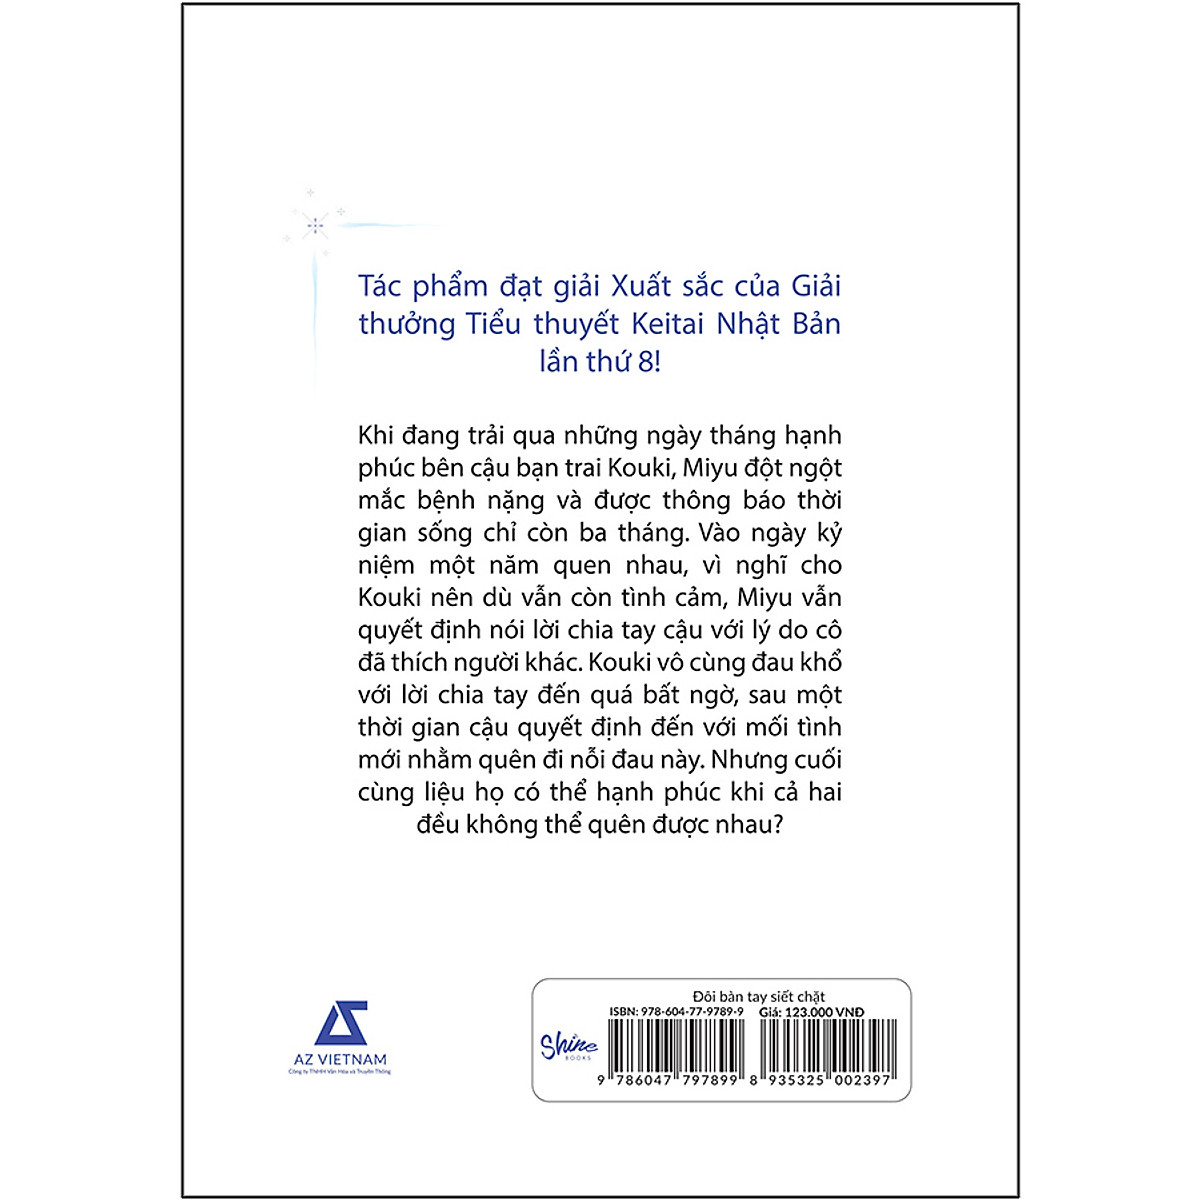 Tác phẩm đạt giải Xuất sắc của Giải
thưởng Tiểu thuyết Keitai Nhật Bản
lần thứ 8!
Khi đang trải qua những ngày tháng hạnh
phúc bên cậu bạn trai Kouki, Miyu đột ngột
mắc bệnh nặng và được thông báo thời
gian sống chỉ còn ba tháng. Vào ngày kỷ
niệm một năm quen nhau, vì nghĩ cho
Kouki nên dù vẫn còn tình cảm, Miyu vẫn
quyết định nói lời chia tay cậu với lý do cô
đã thích người khác. Kouki vô cùng đau khổ
với lời chia tay đến quá bất ngờ, sau một
thời gian cậu quyết định đến với mối tình
mới nhằm quên đi nỗi đau này. Nhưng cuối
cùng liệu họ có thể hạnh phúc khi cả hai
đều không thể quên được nhau?
AZ VIETNAM
Công ty TNHH Văn Hóa và Truyền Thông
Đôi bàn tay siết chặt
ISBN: 978-604-77-9789-9 Giá: 123.000 VNĐ
Shine
BOOKS
9 786047 797899 8 935325 002397